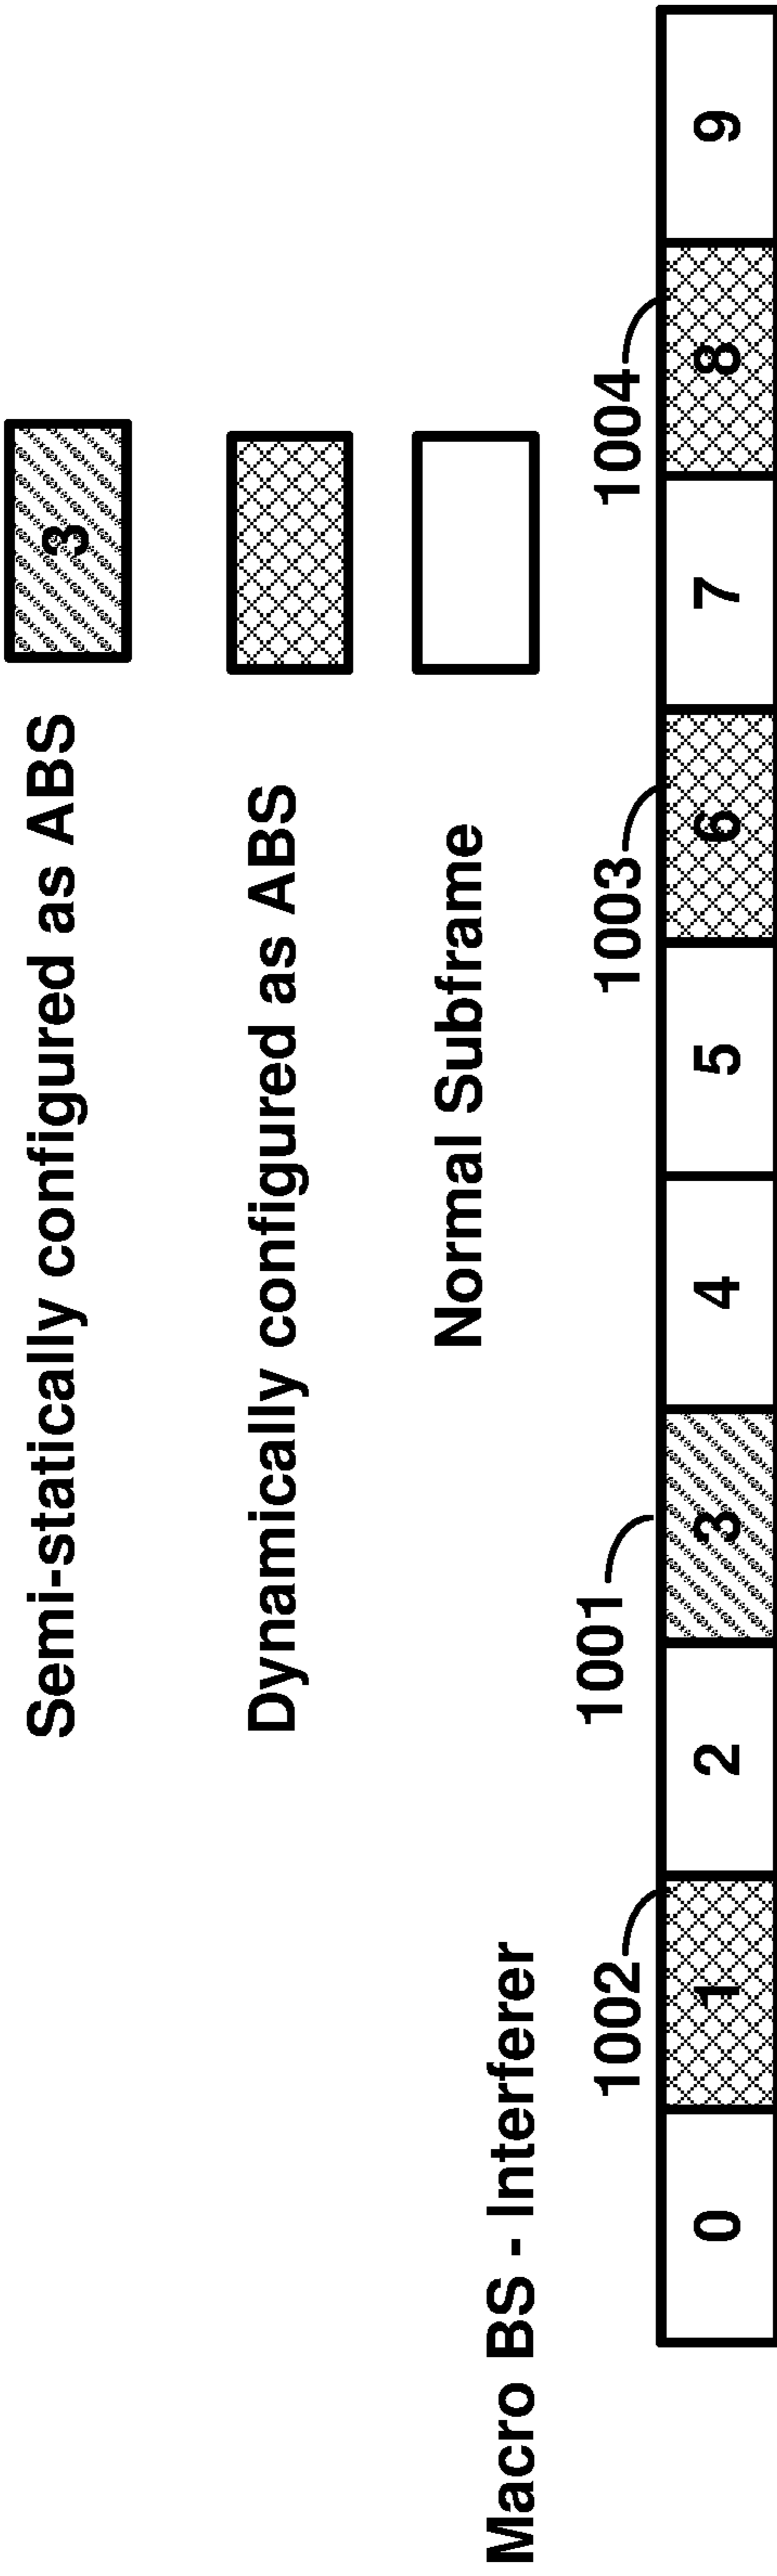 Semi-statically configured as ABS 3
Dynamically configured as ABS
Normal Subframe
Macro BS - Interferer
1002 1001 1003 1004
0 1 2 3 4 5 6 7 8 9